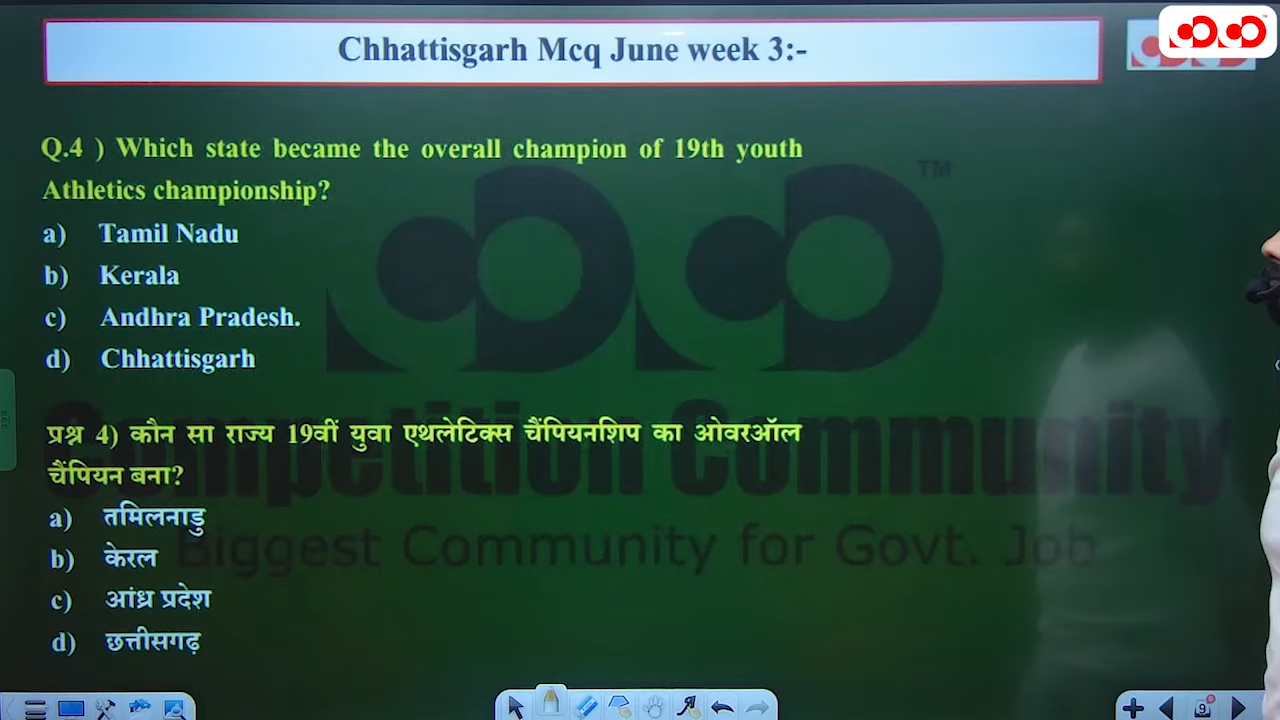 Chhattisgarh Mcq June week 3:-
Q.4 ) Which state became the overall champion of 19th youth
Athletics championship?
a) Tamil Nadu
b) Kerala
c) Andhra Pradesh.
d) Chhattisgarh
प्रश्न 4) कौन सा राज्य 19वीं युवा एथलेटिक्स चैंपियनशिप का ओवरऑल
चैंपियन बना?
a) तमिलनाडु
b) केरल
c) आंध्र प्रदेश
d) छत्तीसगढ़
TM
Competition Community
Biggest Community for Govt. Job
9